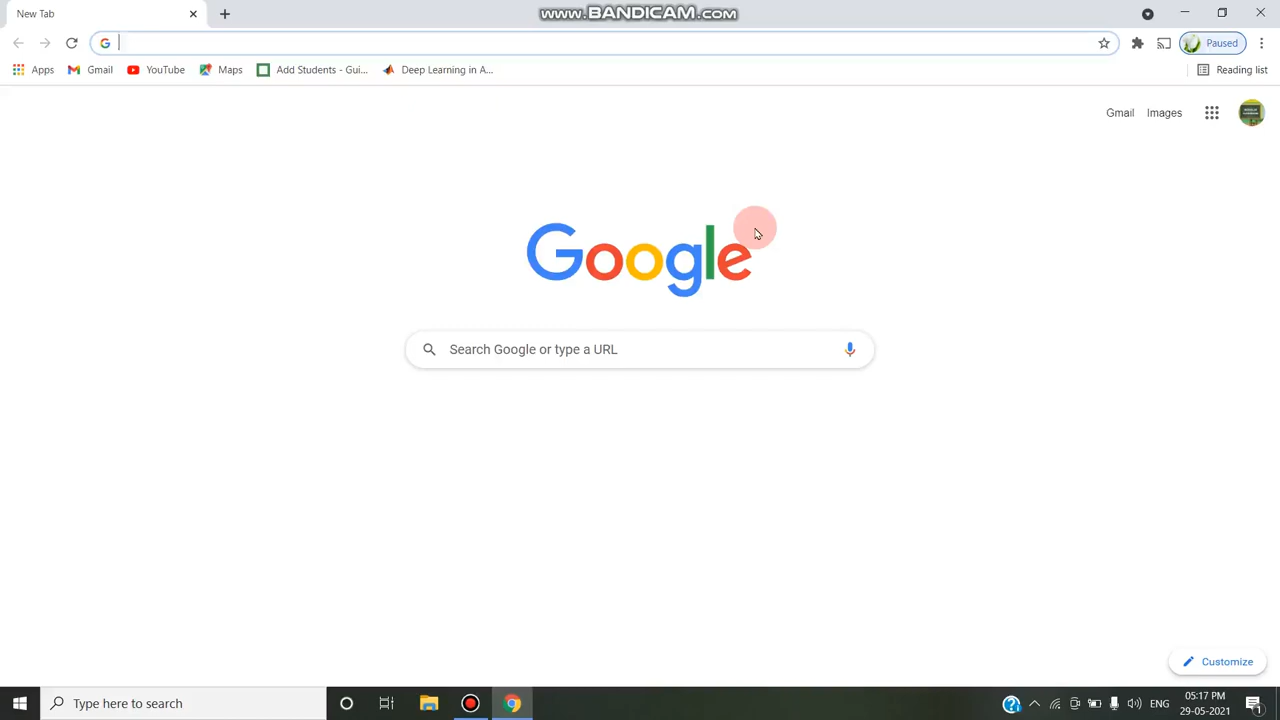 New Tab
www.BANDICAM.com
Paused
Apps
Gmail
YouTube
Maps
Add Students - Gui...
Deep Learning in A...
Reading list
Gmail
Images
Google
Search Google or type a URL
Customize
Type here to search
ENG
05:17 PM
29-05-2021